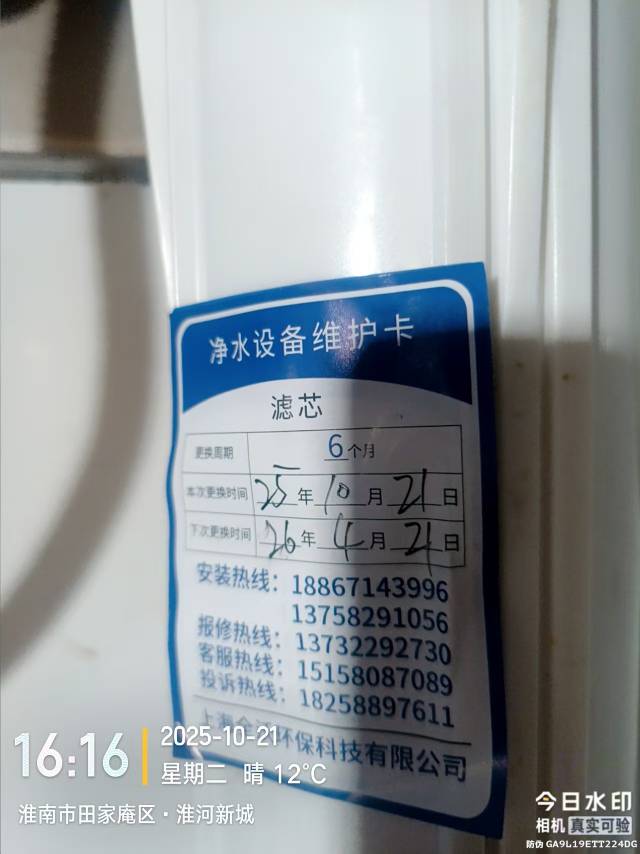 净水设备维护卡
滤芯
更换周期 6个月
本次更换时间 25年10月21日
下次更换时间 26年4月21日
安装热线：18867143996
13758291056
报修热线：13732292730
客服热线：15158087089
投诉热线：18258897611
上海 环保科技有限公司
16:16
2025-10-21
星期二 晴 12℃
淮南市田家庵区·淮河新城
今日水印
相机 真实可验
防伪 GA9L19ETT224DG